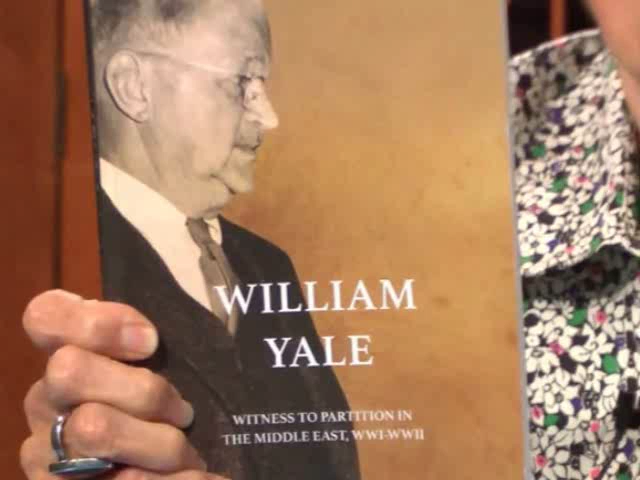 WILLIAM
YALE
WITNESS TO PARTITION IN
THE MIDDLE EAST, WWI-WWII